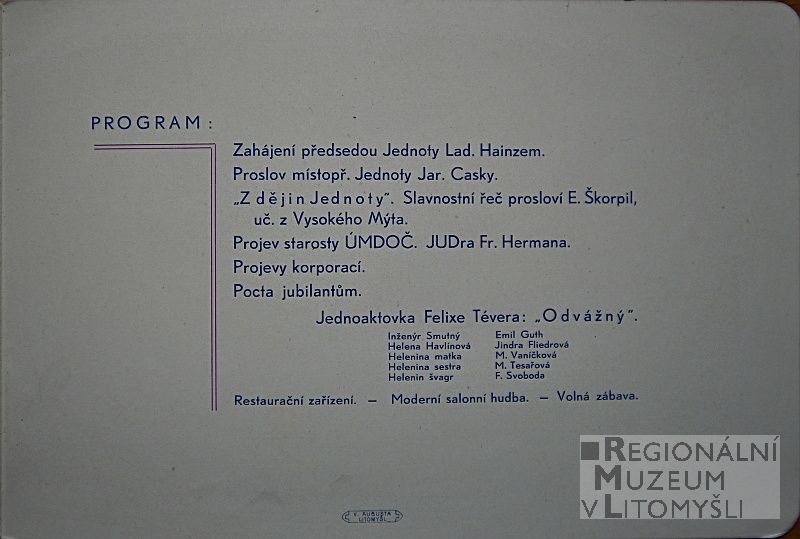 PROGRAM:
Zahájení předsedou Jednoty Lad. Hainzem.
Proslov místopř. Jednoty Jar. Casky.
„Z dějin Jednoty“. Slavnostní řeč prosloví E. Škorpil,
uč. z Vysokého Mýta.
Projev starosty ÚMDOČ. JUDra Fr. Hermana.
Projevy korporací.
Pocta jubilantům.
Jednoaktovka Felixe Tévera: „Odvážný“.
Inženýr Smutný Emil Guth
Helena Havlínová Jindra Fliedrová
Helenina matka M. Vaníčková
Helenina sestra M. Tesařová
Helenin švagr F. Svoboda
Restaurační zařízení. — Moderní salonní hudba. — Volná zábava.
V. AUGUSTA
LITOMYŠL
REGIONÁLNÍ
MUZEUM
V LITOMYŠLI